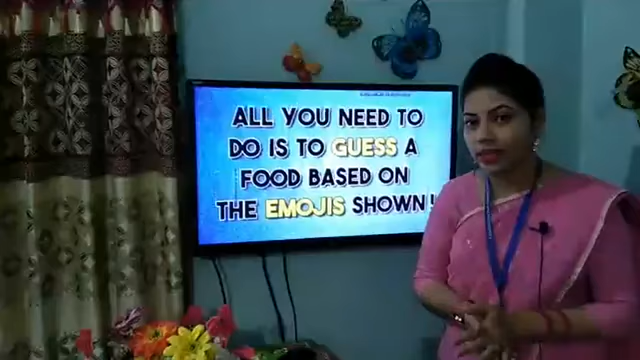 ALL YOU NEED TO
DO IS TO GUESS A
FOOD BASED ON
THE EMOJIS SHOWN!